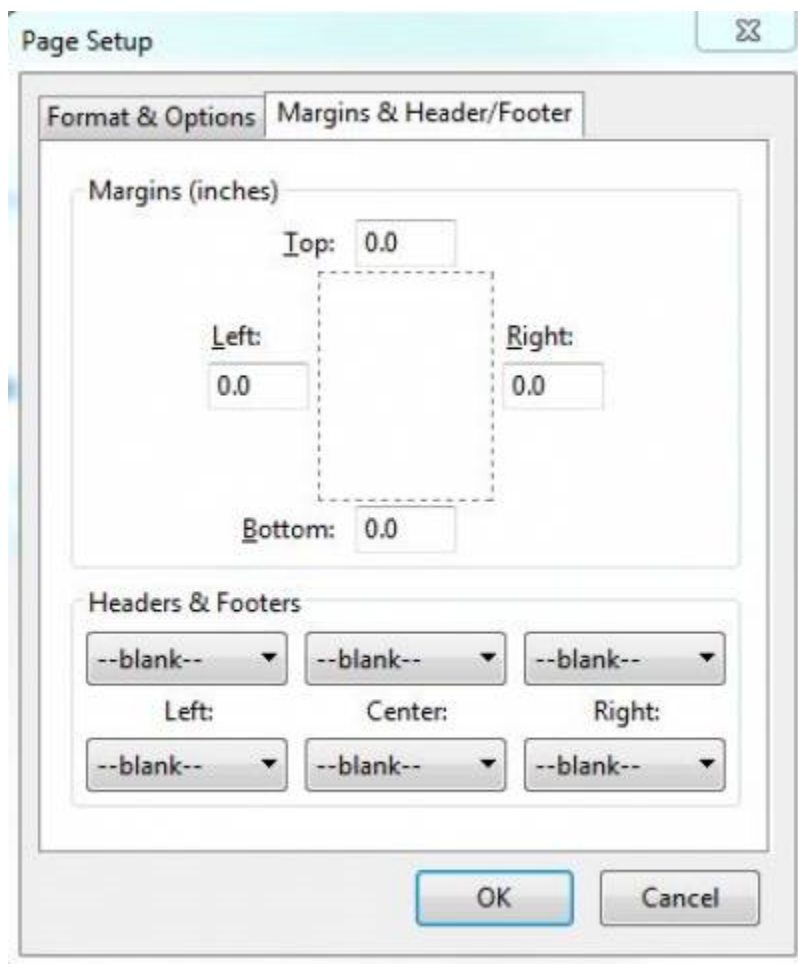 Page Setup
Format & Options Margins & Header/Footer
Margins (inches)
Top: 0.0
Left: Right:
0.0 0.0
Bottom: 0.0
Headers & Footers
--blank-- --blank-- --blank--
Left: Center: Right:
--blank-- --blank-- --blank--
OK Cancel